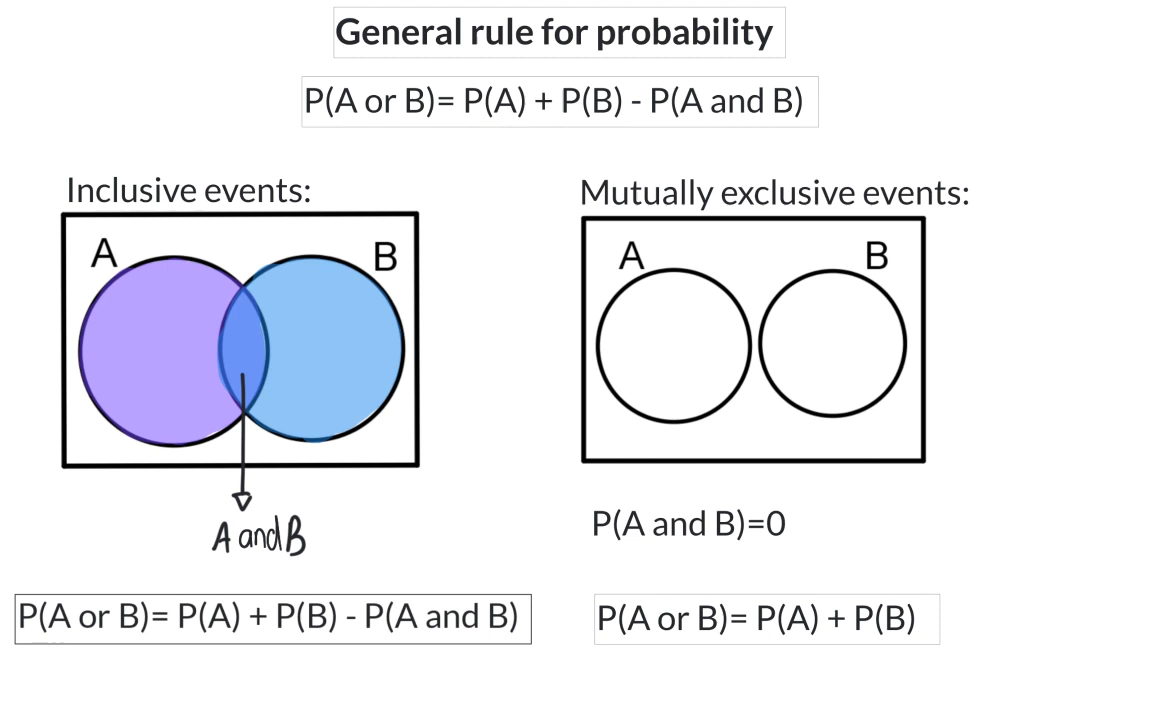 General rule for probability
P(A or B)= P(A) + P(B) - P(A and B)
Inclusive events:
A
B
A and B
P(A or B)= P(A) + P(B) - P(A and B)
Mutually exclusive events:
A
B
P(A and B)=0
P(A or B)= P(A) + P(B)